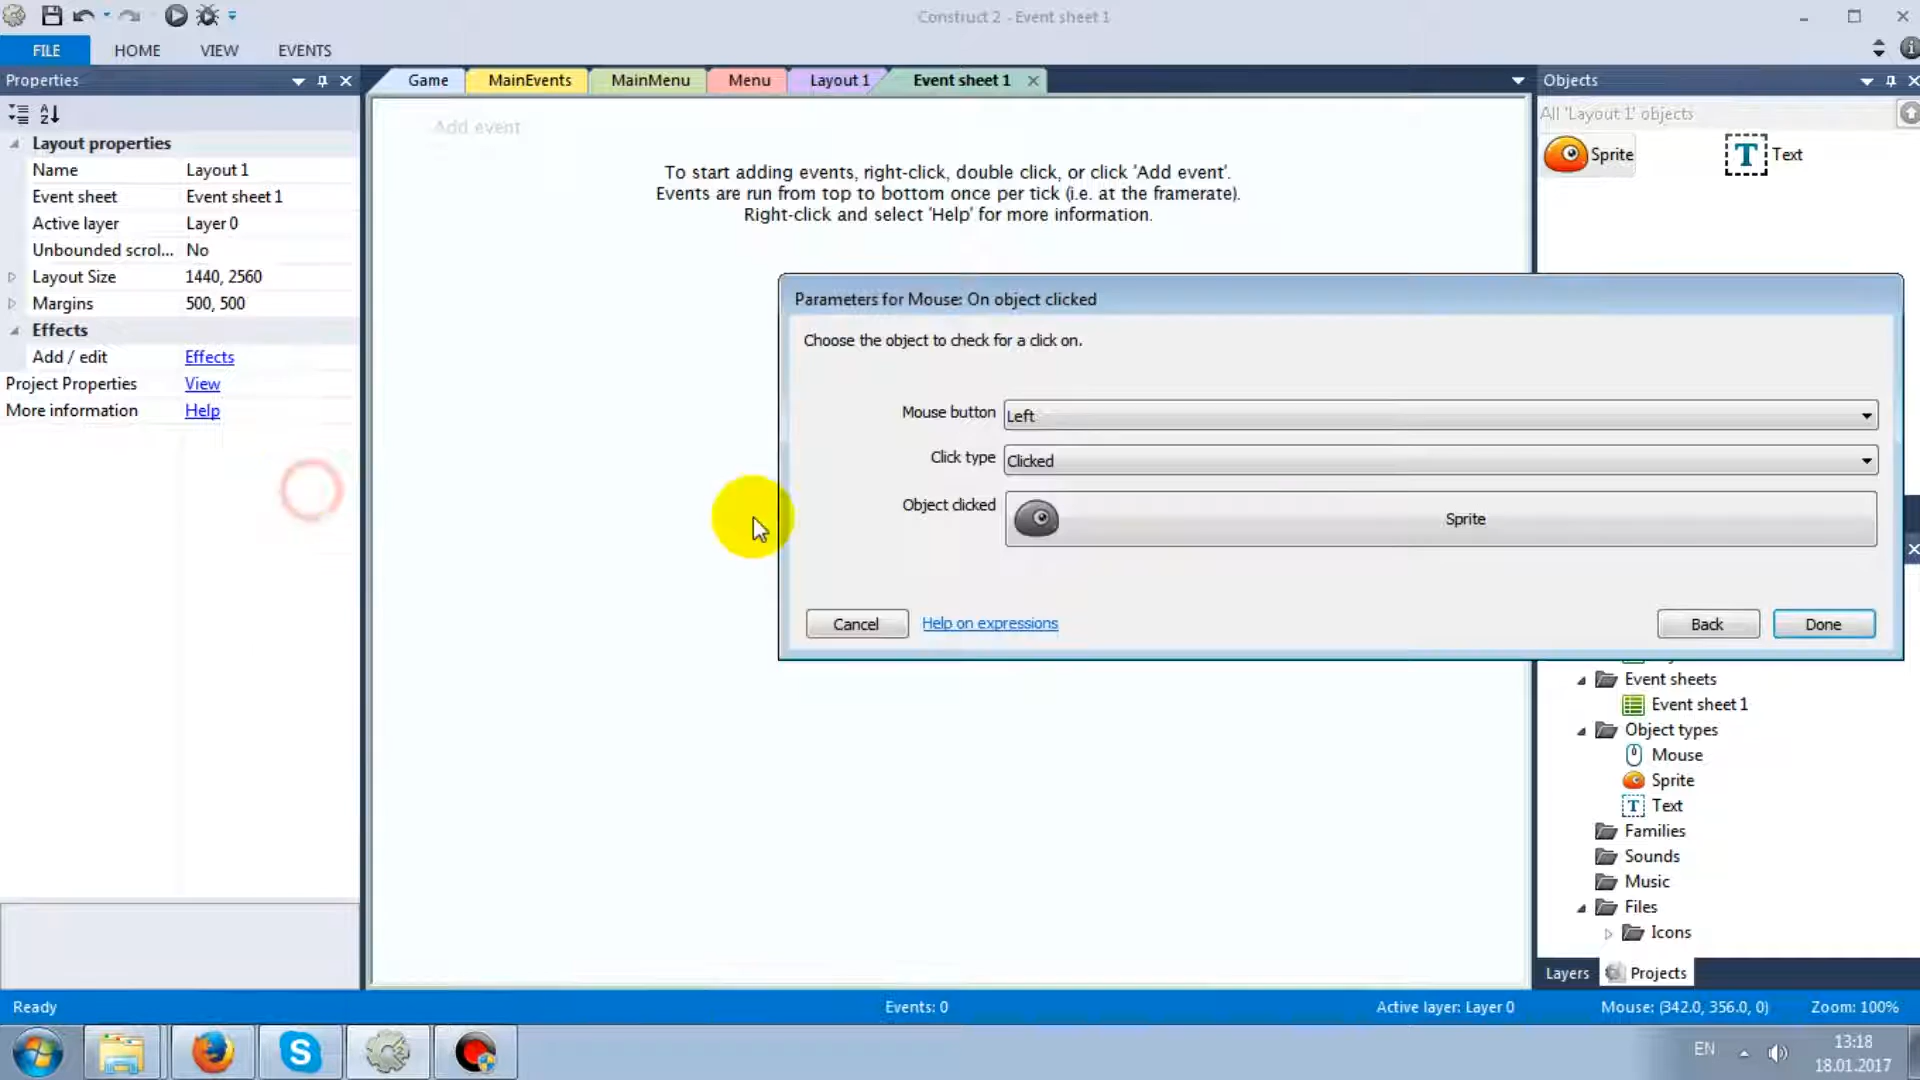 Construct 2 - Event sheet 1
FILE
HOME
VIEW
EVENTS
Properties
Game
MainEvents
MainMenu
Menu
Layout 1
Event sheet 1
Objects
Layout properties
Name Layout 1
Event sheet Event sheet 1
Active layer Layer 0
Unbounded scrol... No
Layout Size 1440, 2560
Margins 500, 500
Effects
Add / edit Effects
Project Properties View
More information Help
Add event
To start adding events, right-click, double click, or click 'Add event'.
Events are run from top to bottom once per tick (i.e. at the framerate).
Right-click and select 'Help' for more information.
All 'Layout 1' objects
Sprite
T Text
Parameters for Mouse: On object clicked
Choose the object to check for a click on.
Mouse button Left
Click type Clicked
Object clicked Sprite
Cancel
Help on expressions
Back
Done
Event sheets
Event sheet 1
Object types
Mouse
Sprite
T Text
Families
Sounds
Music
Files
Icons
Layers
Projects
Ready
Events: 0
Active layer: Layer 0
Mouse: (342.0, 356.0, 0)
Zoom: 100%
EN
13:18
18.01.2017